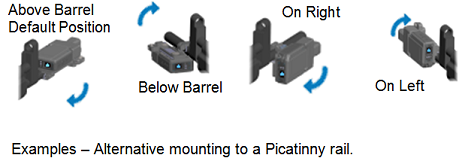 Above Barrel
Default Position
Below Barrel
On Right
On Left
Examples – Alternative mounting to a Picatinny rail.